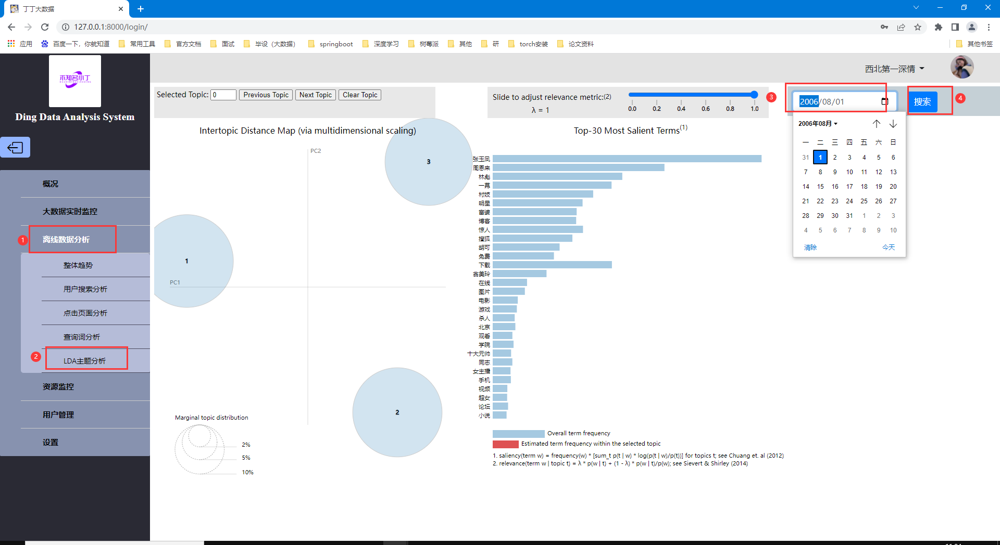 丁丁大数据
127.0.0.1:8000/login/
应用 百度一下，你就知道 常用工具 官方文档 面试 毕设（大数据） springboot 深度学习 树莓派 其他 研 torch安装 论文资料 其他书签
不知名小丁
Ding Data Analysis System
概况
大数据实时监控
1 离线数据分析
整体趋势
用户搜索分析
点击页面分析
查询词分析
2 LDA主题分析
资源监控
用户管理
设置
西北第一深情
Selected Topic: 0 Previous Topic Next Topic Clear Topic
Slide to adjust relevance metric:(2)
λ = 1
0.0 0.2 0.4 0.6 0.8 1.0
3 2006/08/01 搜索 4
2006年08月
一 二 三 四 五 六 日
31 1 2 3 4 5 6
7 8 9 10 11 12 13
14 15 16 17 18 19 20
21 22 23 24 25 26 27
28 29 30 31 1 2 3
4 5 6 7 8 9 10
清除 今天
Intertopic Distance Map (via multidimensional scaling)
PC2
3
1
PC1
2
Marginal topic distribution
2%
5%
10%
Top-30 Most Salient Terms(1)
张玉凤
周恩来
林彪
一幕
村妓
明星
富婆
博客
惊人
搜狐
胡可
免费
下载
翁美玲
在线
图片
电影
游戏
杀人
北京
观看
学院
十大元帅
同志
女主播
手机
视频
超女
论坛
小说
Overall term frequency
Estimated term frequency within the selected topic
1. saliency(term w) = frequency(w) * [sum_t p(t | w) * log(p(t | w)/p(t))] for topics t; see Chuang et. al (2012)
2. relevance(term w | topic t) = λ * p(w | t) + (1 - λ) * p(w | t)/p(w); see Sievert & Shirley (2014)